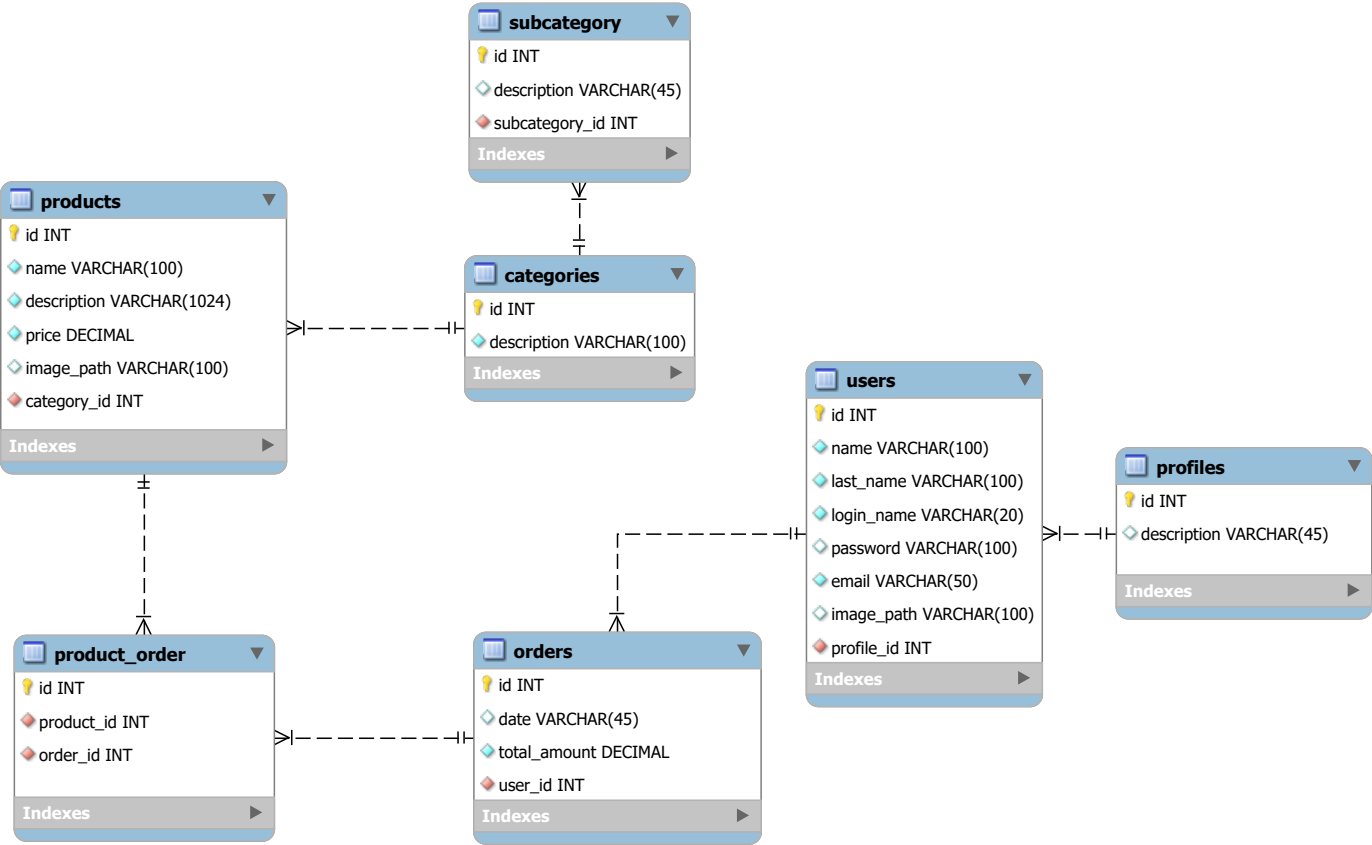 subcategory
id INT
description VARCHAR(45)
subcategory_id INT
Indexes
products
id INT
name VARCHAR(100)
description VARCHAR(1024)
price DECIMAL
image_path VARCHAR(100)
category_id INT
Indexes
categories
id INT
description VARCHAR(100)
Indexes
users
id INT
name VARCHAR(100)
last_name VARCHAR(100)
login_name VARCHAR(20)
password VARCHAR(100)
email VARCHAR(50)
image_path VARCHAR(100)
profile_id INT
Indexes
profiles
id INT
description VARCHAR(45)
Indexes
product_order
id INT
product_id INT
order_id INT
Indexes
orders
id INT
date VARCHAR(45)
total_amount DECIMAL
user_id INT
Indexes